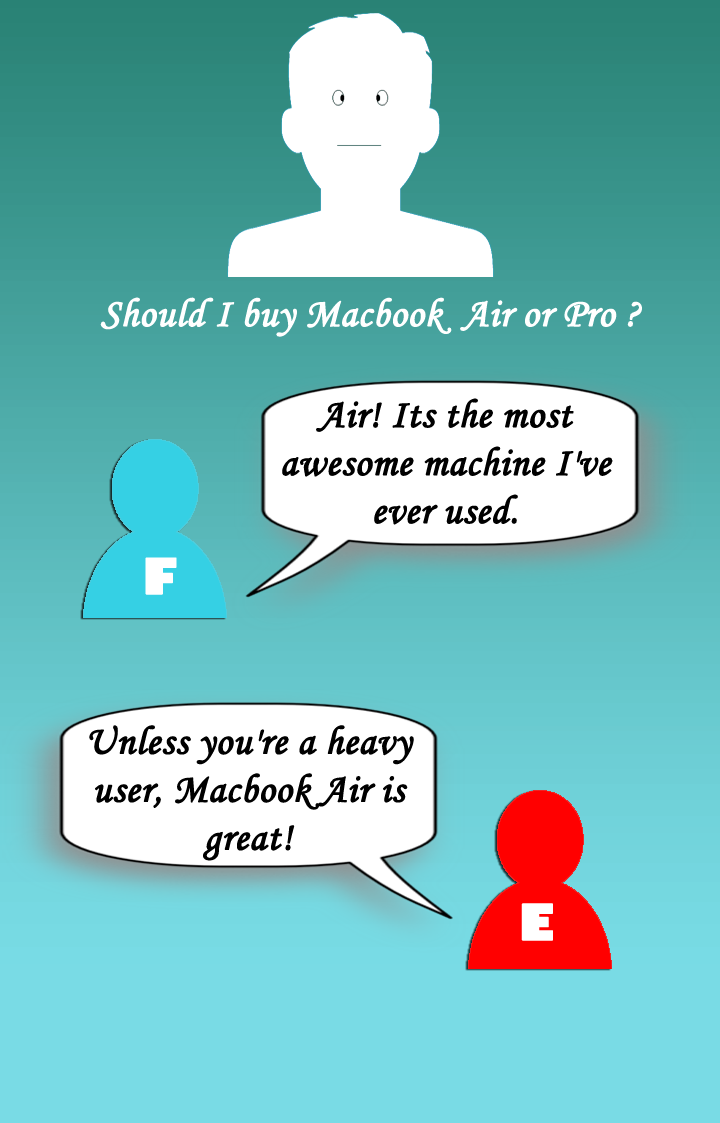 Should I buy Macbook Air or Pro ?
Air! Its the most
awesome machine I've
ever used.
F
Unless you're a heavy
user, Macbook Air is
great!
E